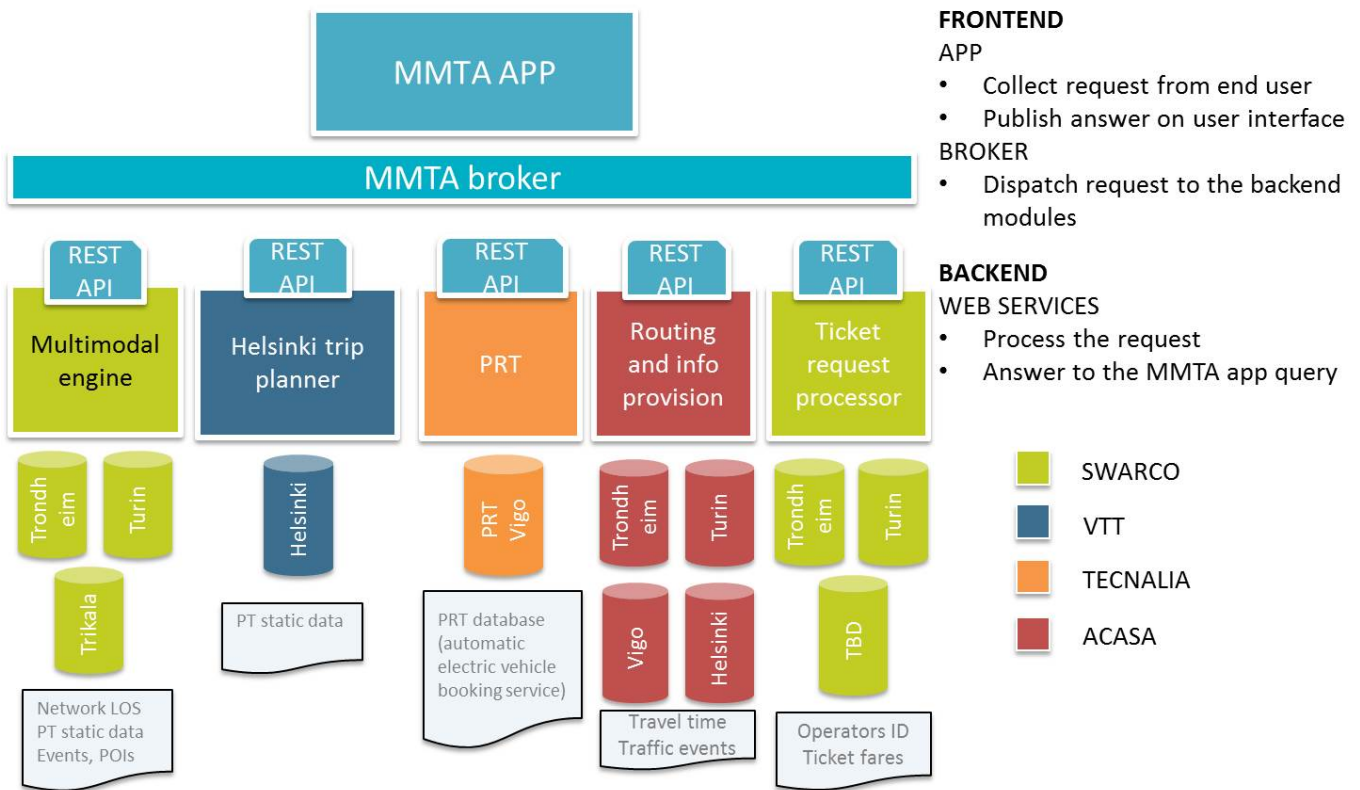 MMTA APP
MMTA broker
REST
API
Multimodal
engine
REST
API
Helsinki trip
planner
REST
API
PRT
REST
API
Routing
and info
provision
REST
API
Ticket
request
processor
Trondh
eim
Turin
Trikala
Network LOS
PT static data
Events, POIs
Helsinki
PT static data
PRT
Vigo
PRT database
(automatic
electric vehicle
booking service)
Trondh
eim
Turin
Vigo
Helsinki
Travel time
Traffic events
Trondh
eim
Turin
TBD
Operators ID
Ticket fares
FRONTEND
APP
• Collect request from end user
• Publish answer on user interface
BROKER
• Dispatch request to the backend
modules
BACKEND
WEB SERVICES
• Process the request
• Answer to the MMTA app query
SWARCO
VTT
TECNALIA
ACASA